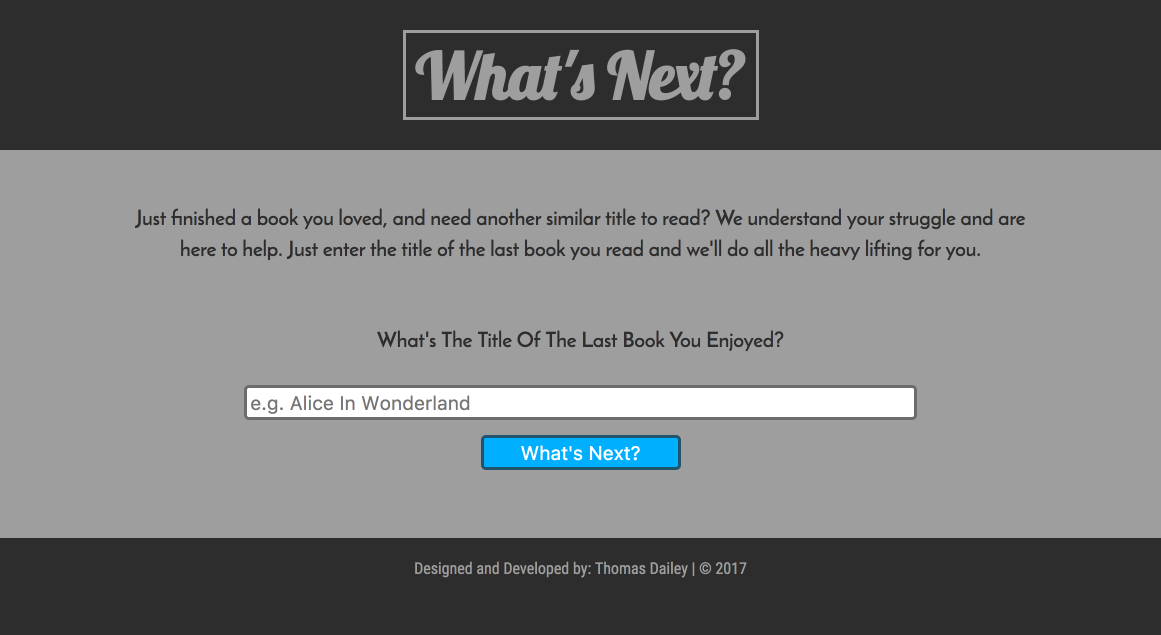 What's Next?
Just finished a book you loved, and need another similar title to read? We understand your struggle and are
here to help. Just enter the title of the last book you read and we'll do all the heavy lifting for you.
What's The Title Of The Last Book You Enjoyed?
e.g. Alice In Wonderland
What's Next?
Designed and Developed by: Thomas Dailey | © 2017